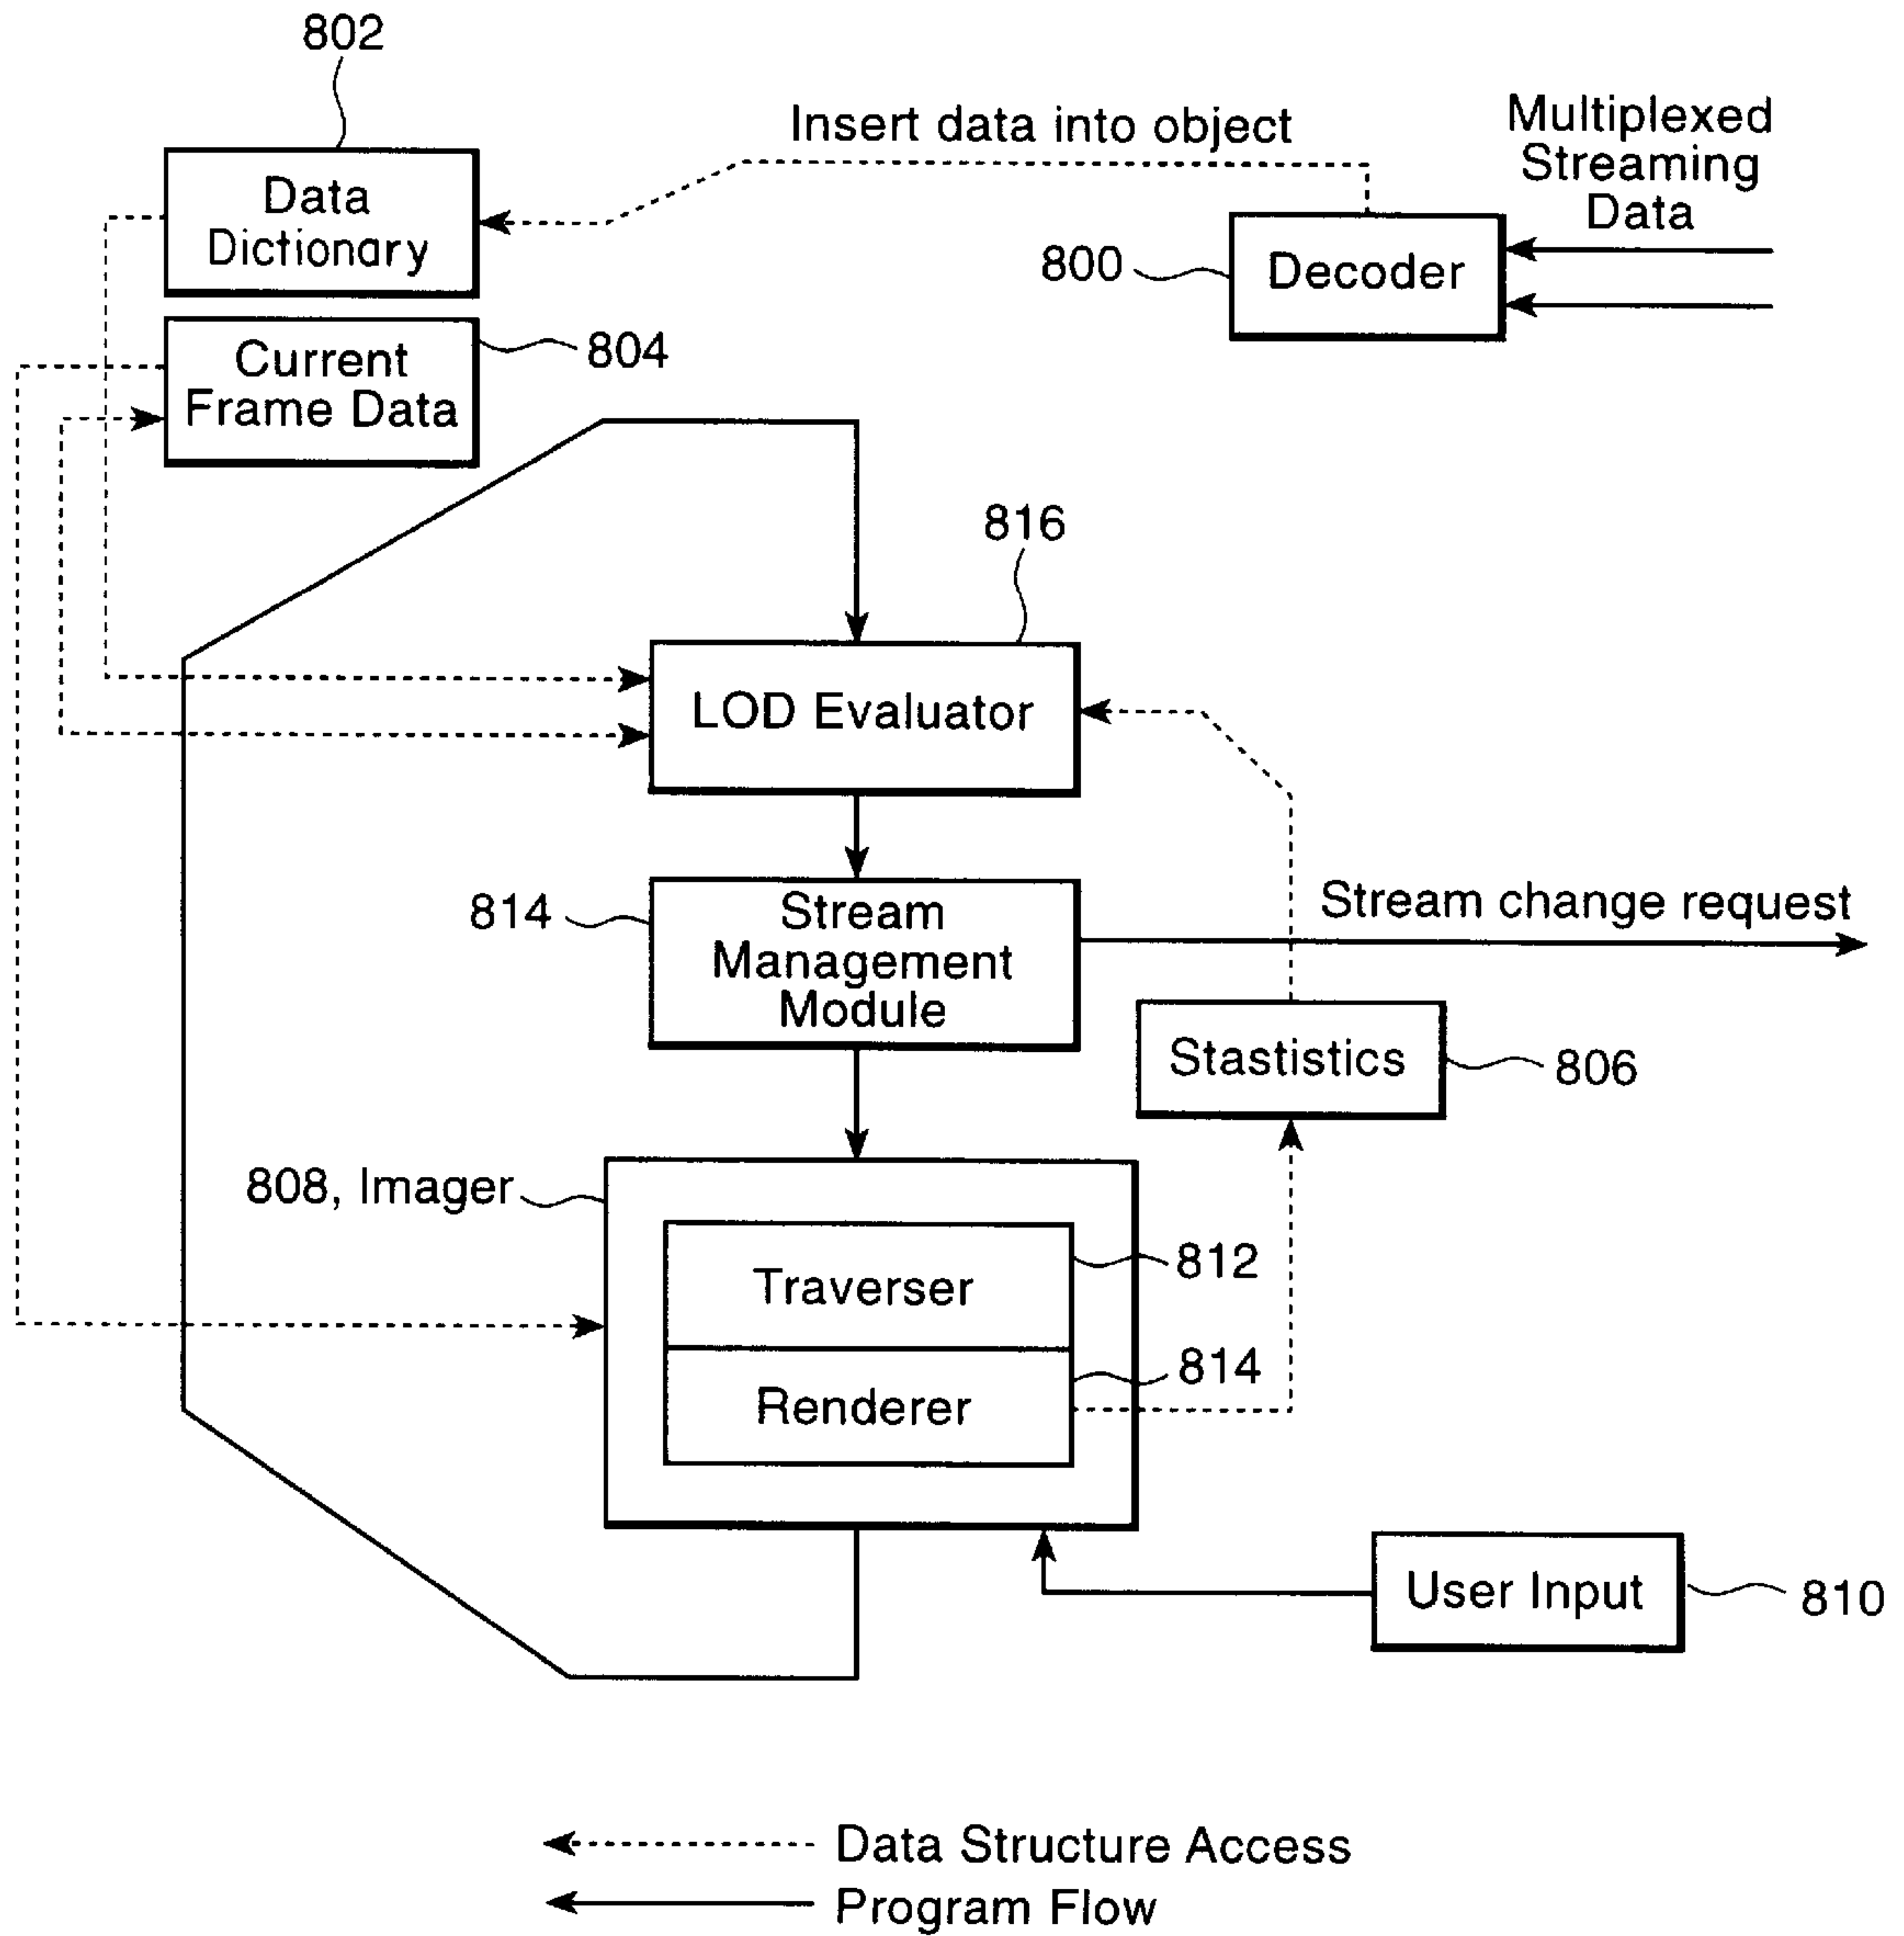 802
Insert data into object
Multiplexed
Streaming
Data
Data
Dictionary
800
Decoder
Current
Frame Data
804
816
LOD Evaluator
814
Stream
Management
Module
Stream change request
Stastistics
806
808, Imager
Traverser
812
Renderer
814
User Input
810
Data Structure Access
Program Flow